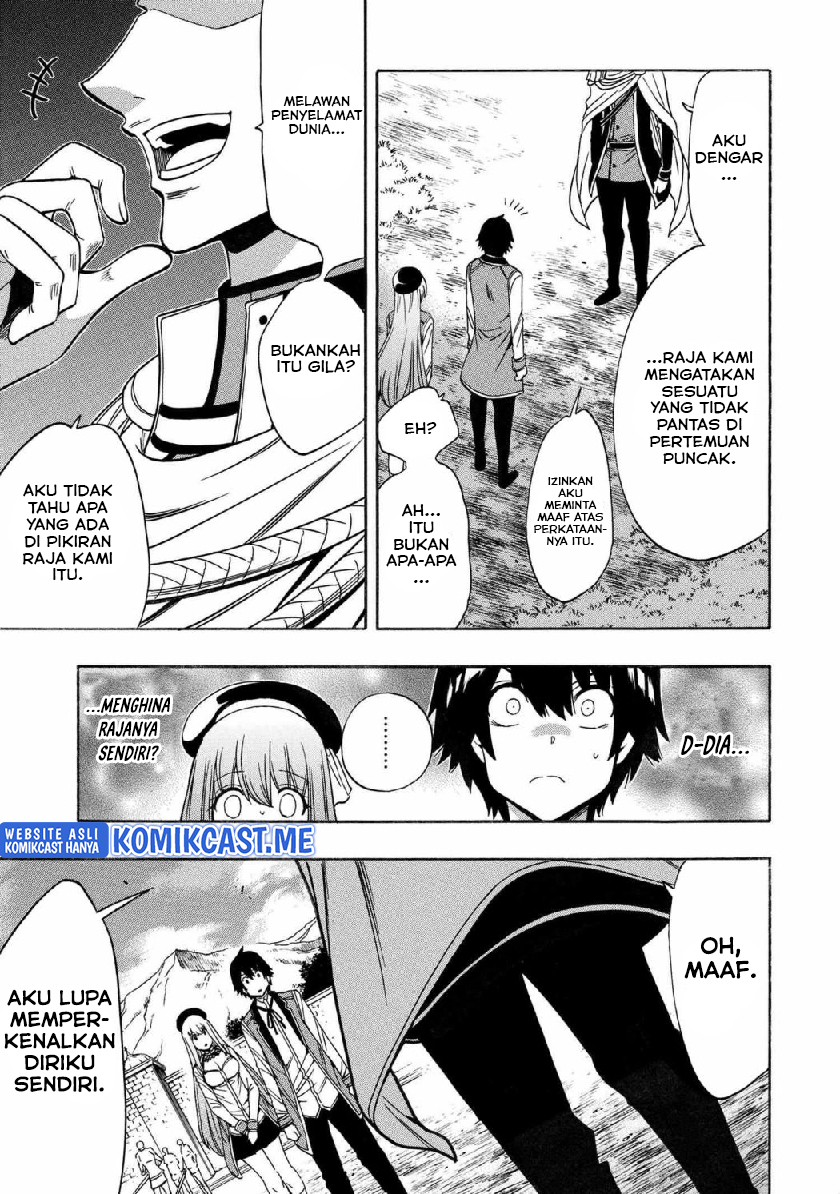 AKU
DENGAR
...
...RAJA KAMI
MENGATAKAN
SESUATU
YANG TIDAK
PANTAS DI
PERTEMUAN
PUNCAK.
IZINKAN
AKU
MEMINTA
MAAF ATAS
PERKATAAN-
NYA ITU.
EH?
AH...
ITU
BUKAN
APA-APA
...
MELAWAN
PENYELAMAT
DUNIA...
BUKANKAH
ITU GILA?
AKU TIDAK
TAHU APA
YANG ADA
DI PIKIRAN
RAJA KAMI
ITU.
D-DIA...
.........
...MENGHINA
RAJANYA
SENDIRI?
WEBSITE ASLI
KOMIKCAST HANYA
KOMIKCAST.ME
OH,
MAAF.
AKU LUPA
MEMPER-
KENALKAN
DIRIKU
SENDIRI.